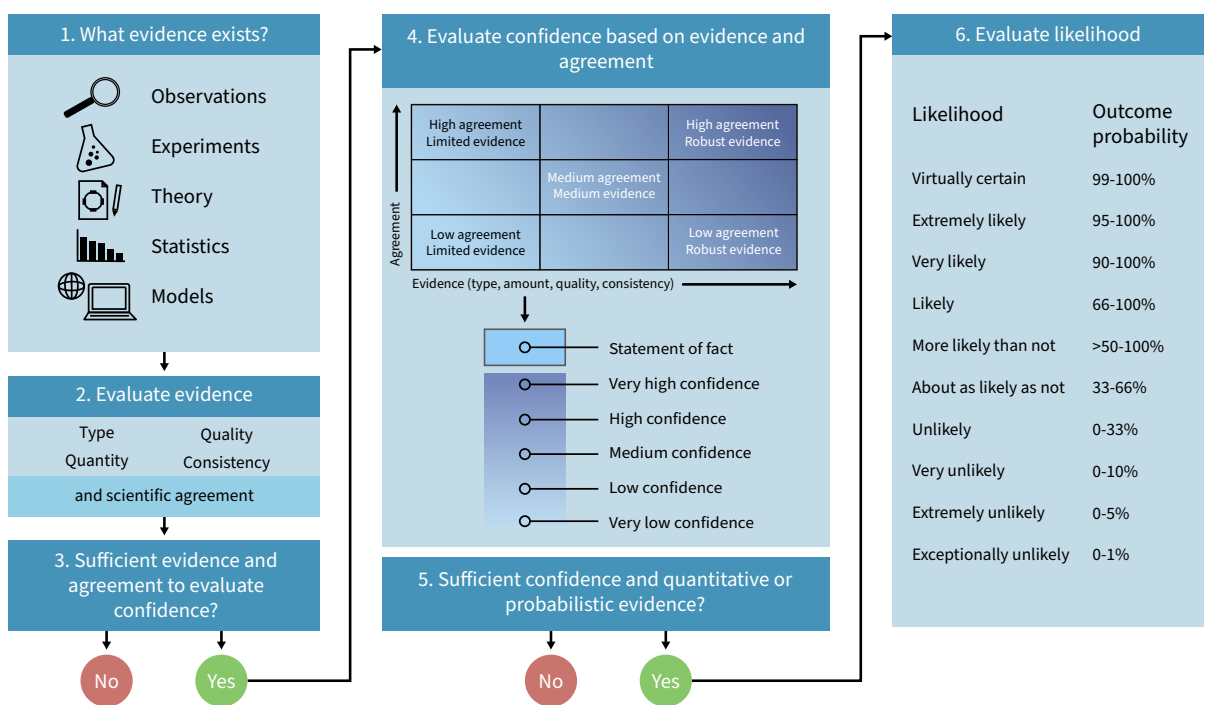 1. What evidence exists?
Observations
Experiments
Theory
Statistics
Models
2. Evaluate evidence
Type
Quality
Quantity
Consistency
and scientific agreement
3. Sufficient evidence and
agreement to evaluate
confidence?
No
Yes
4. Evaluate confidence based on evidence and
agreement
Agreement
High agreement
Limited evidence
High agreement
Robust evidence
Medium agreement
Medium evidence
Low agreement
Limited evidence
Low agreement
Robust evidence
Evidence (type, amount, quality, consistency)
Statement of fact
Very high confidence
High confidence
Medium confidence
Low confidence
Very low confidence
5. Sufficient confidence and quantitative or
probabilistic evidence?
No
Yes
6. Evaluate likelihood
Likelihood
Outcome
probability
Virtually certain 99-100%
Extremely likely 95-100%
Very likely 90-100%
Likely 66-100%
More likely than not >50-100%
About as likely as not 33-66%
Unlikely 0-33%
Very unlikely 0-10%
Extremely unlikely 0-5%
Exceptionally unlikely 0-1%